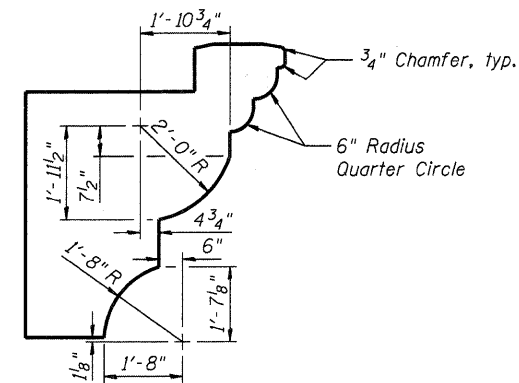 1'-10 3/4"
3/4" Chamfer, typ.
2'-0" R
1'-11 1/2"
7 1/2"
6" Radius
Quarter Circle
4 3/4"
6"
1'-8" R
1'-7 1/8"
1 1/8"
1'-8"